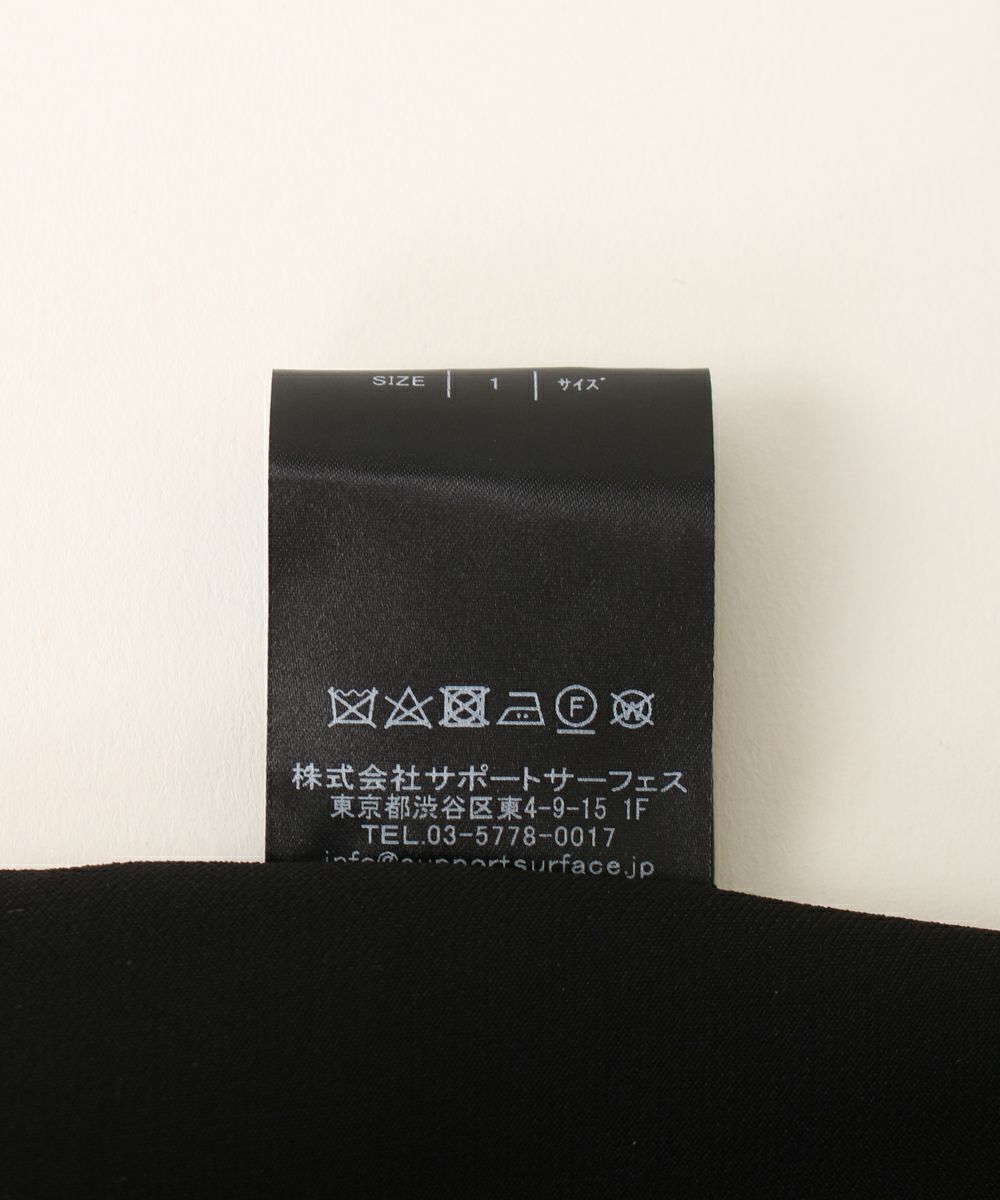 SIZE | 1 | サイズ
株式会社サポートサーフェス
東京都渋谷区東4-9-15 1F
TEL.03-5778-0017
info@supportsurface.jp